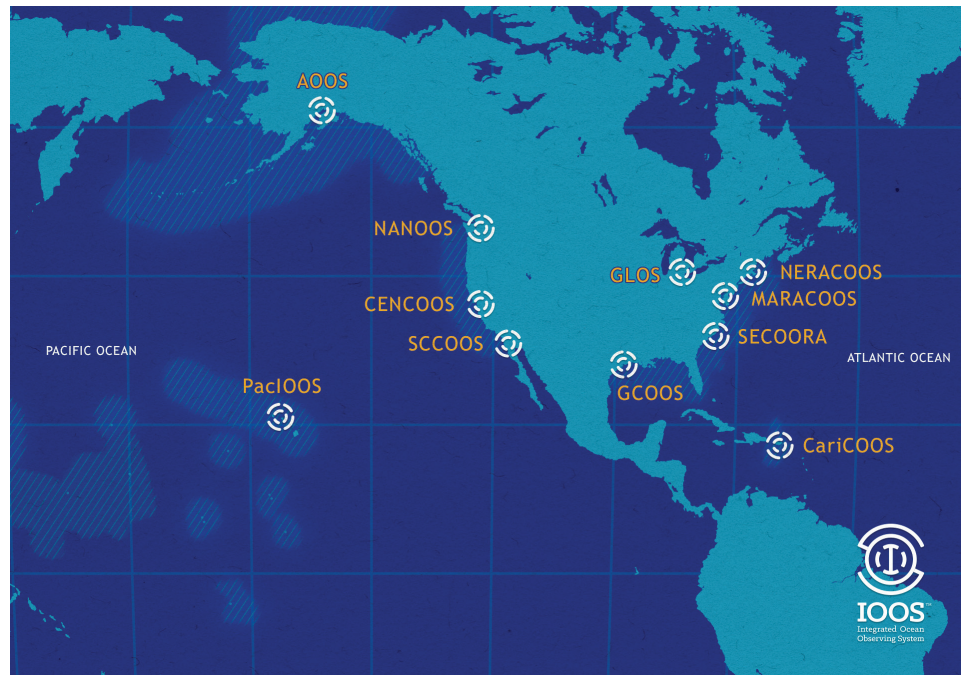 AOOS
NANOOS
GLOS
NERACOOS
MARACOOS
CENCOOS
SECOORA
SCCOOS
PACIFIC OCEAN
ATLANTIC OCEAN
PacIOOS
GCOOS
CariCOOS
IOOS™
Integrated Ocean
Observing System